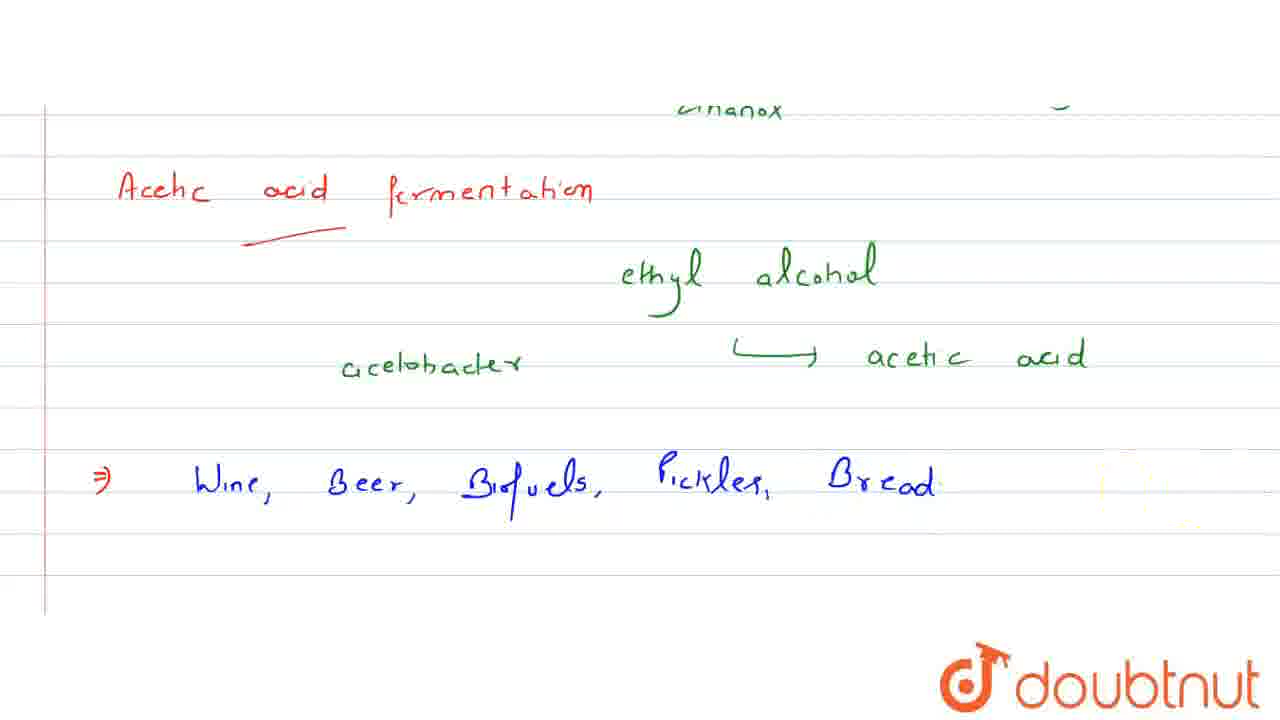 Acetic acid fermentation
ethyl alcohol
acetobacter → acetic acid
⇒ Wine, Beer, Biofuels, Pickles, Bread.
doubtnut